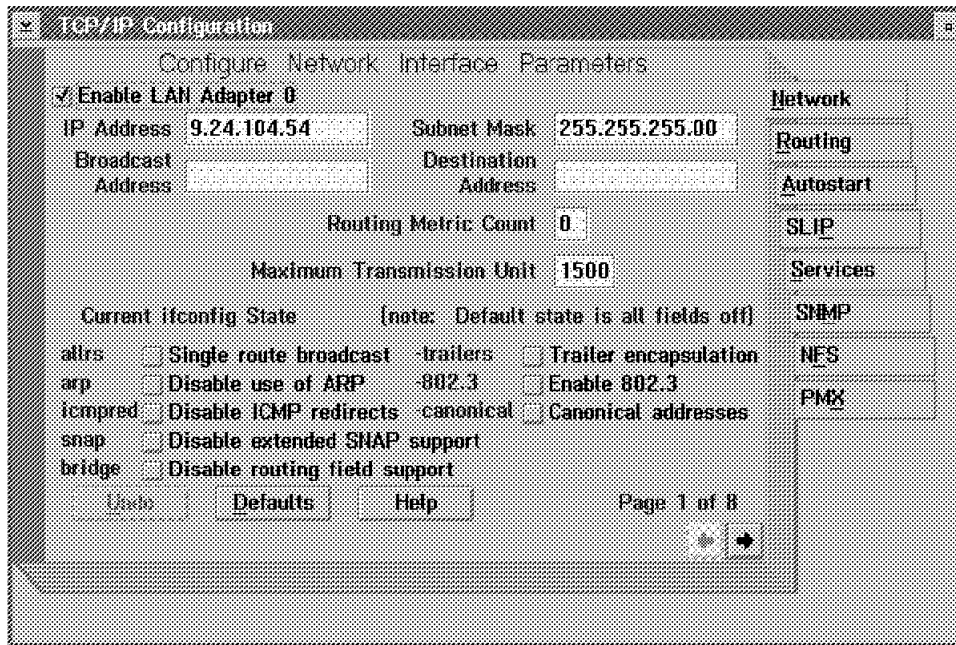 TCP/IP Configuration
Configure Network Interface Parameters
Enable LAN Adapter 0
IP Address 9.24.104.54 Subnet Mask 255.255.255.00
Broadcast Address Destination Address
Routing Metric Count 0
Maximum Transmission Unit 1500
Current ifconfig State (note: Default state is all fields off)
allrs Single route broadcast -trailers Trailer encapsulation
arp Disable use of ARP -802.3 Enable 802.3
icmpred Disable ICMP redirects -canonical Canonical addresses
snap Disable extended SNAP support
bridge Disable routing field support
Undo Defaults Help Page 1 of 8
Network
Routing
Autostart
SLIP
Services
SNMP
NFS
PMX